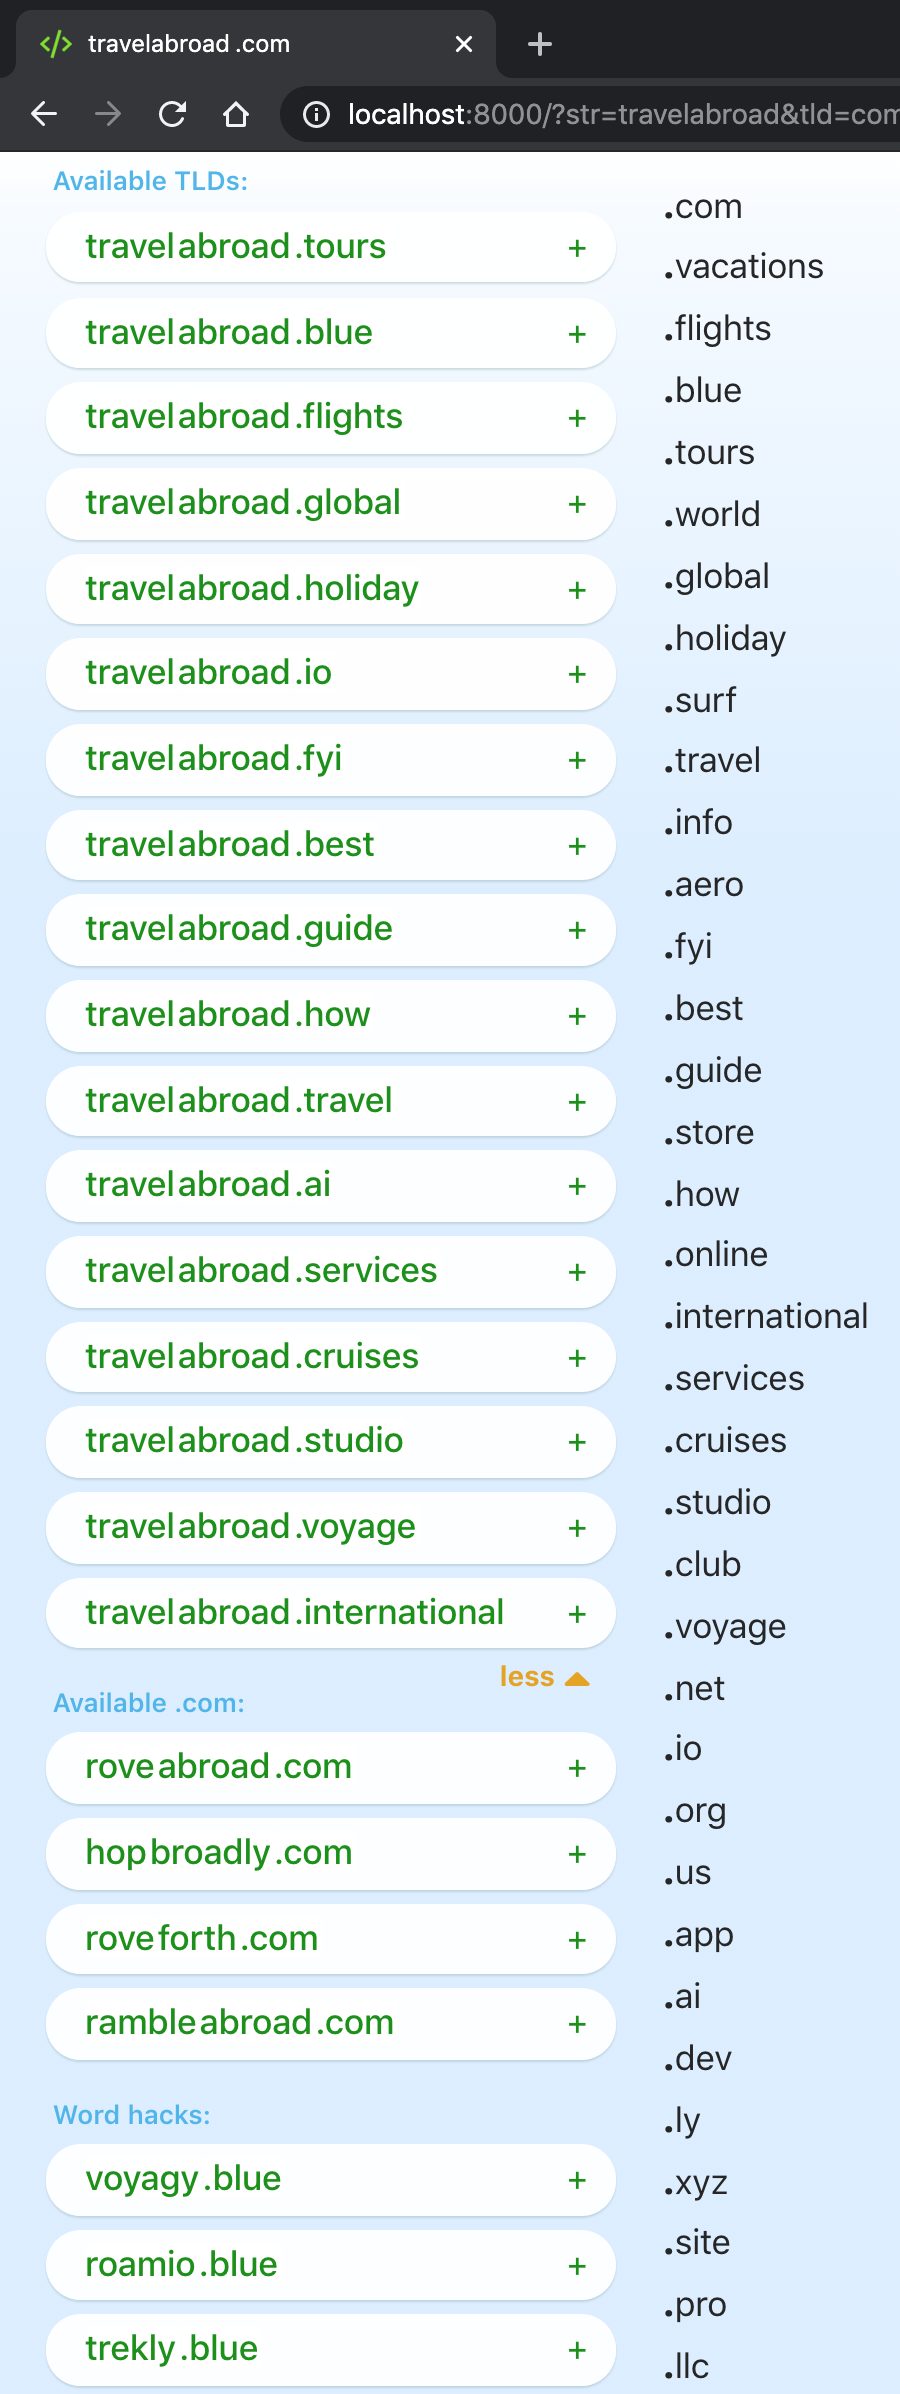 travelabroad .com
localhost:8000/?str=travelabroad&tld=com
Available TLDs:
travelabroad.tours +
travelabroad.blue +
travelabroad.flights +
travelabroad.global +
travelabroad.holiday +
travelabroad.io +
travelabroad.fyi +
travelabroad.best +
travelabroad.guide +
travelabroad.how +
travelabroad.travel +
travelabroad.ai +
travelabroad.services +
travelabroad.cruises +
travelabroad.studio +
travelabroad.voyage +
travelabroad.international +
less
Available .com:
roveabroad.com +
hopbroadly.com +
roveforth.com +
rambleabroad.com +
Word hacks:
voyagy.blue +
roamio.blue +
trekly.blue +
.com
.vacations
.flights
.blue
.tours
.world
.global
.holiday
.surf
.travel
.info
.aero
.fyi
.best
.guide
.store
.how
.online
.international
.services
.cruises
.studio
.club
.voyage
.net
.io
.org
.us
.app
.ai
.dev
.ly
.xyz
.site
.pro
.llc